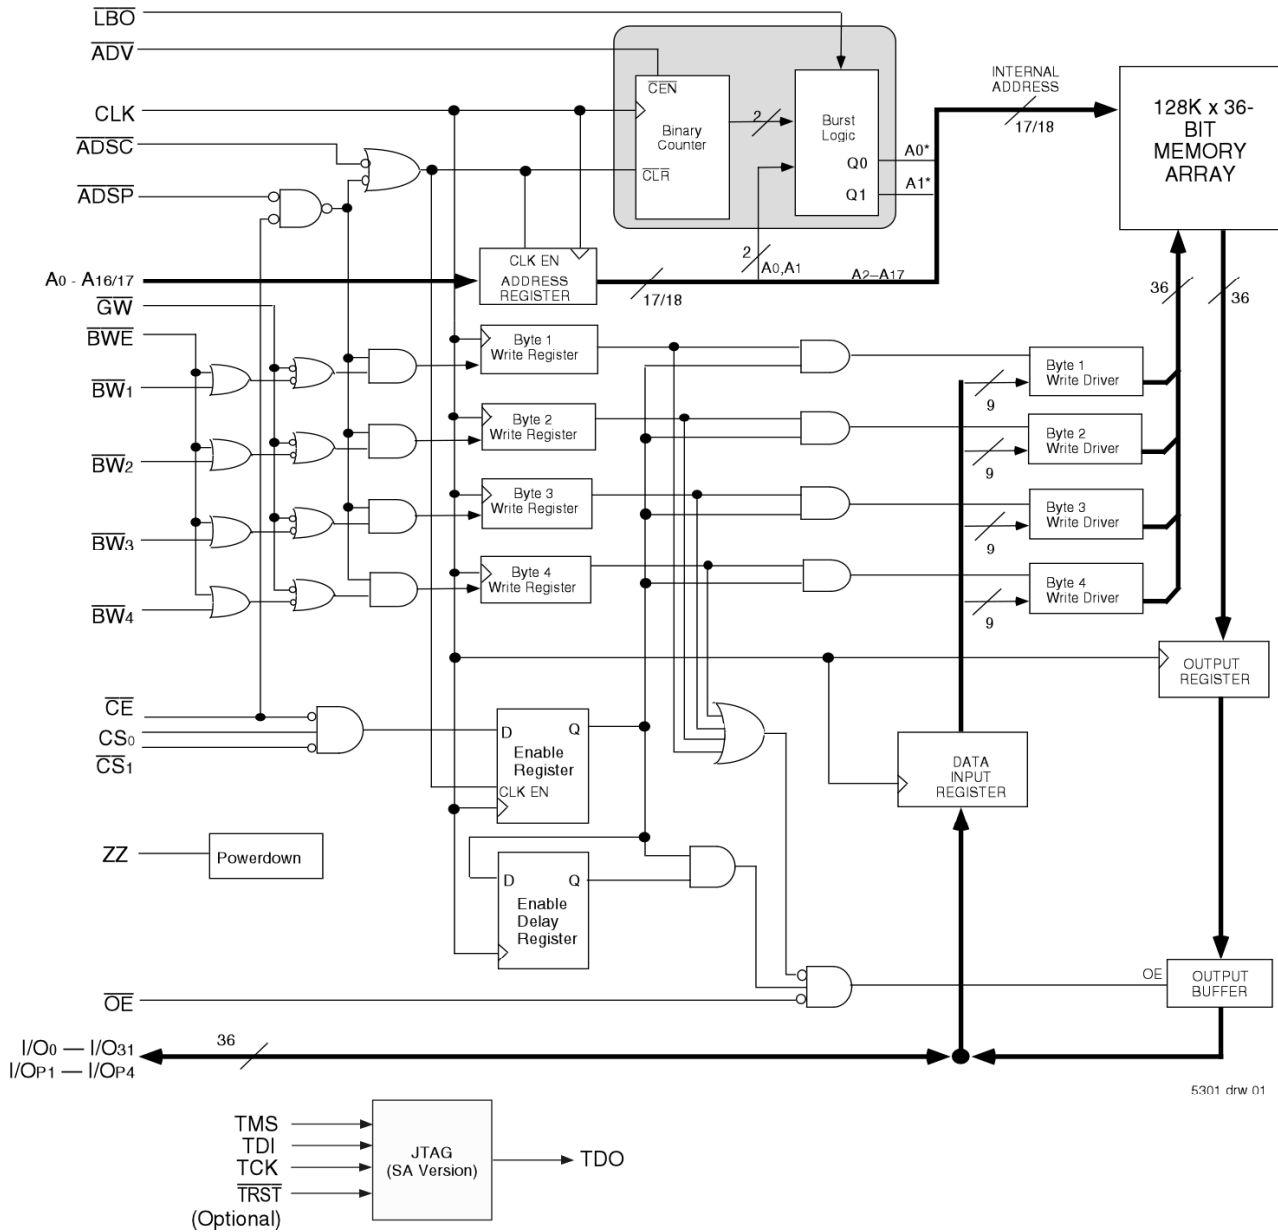 LBO
ADV
CLK
ADSC
ADSP
CEN
Binary
Counter
CLR
2
Burst
Logic
Q0
Q1
A0*
A1*
INTERNAL
ADDRESS
17/18
128K x 36-
BIT
MEMORY
ARRAY
A0 - A16/17
CLK EN
ADDRESS
REGISTER
17/18
2
A0,A1
A2–A17
GW
BWE
BW1
BW2
BW3
BW4
Byte 1
Write Register
Byte 2
Write Register
Byte 3
Write Register
Byte 4
Write Register
36
36
9
Byte 1
Write Driver
9
Byte 2
Write Driver
9
Byte 3
Write Driver
9
Byte 4
Write Driver
OUTPUT
REGISTER
CE
CS0
CS1
D
Q
Enable
Register
CLK EN
DATA
INPUT
REGISTER
ZZ
Powerdown
D
Q
Enable
Delay
Register
OE
OE
OUTPUT
BUFFER
I/O0 — I/O31
I/OP1 — I/OP4
36
5301 drw 01
TMS
TDI
TCK
TRST
(Optional)
JTAG
(SA Version)
TDO